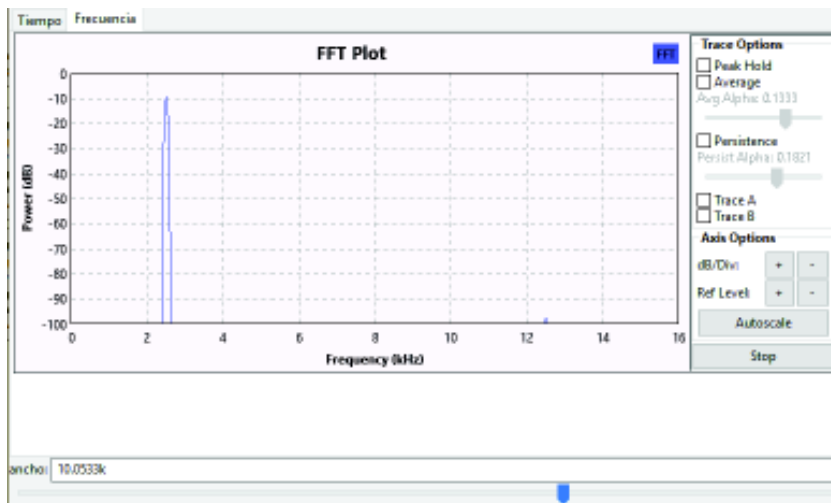 Tiempo Frecuencia
FFT Plot
FFT
Trace Options
Peak Hold
Average
Avg Alpha: 0.1333
Persistence
Persist Alpha: 0.1821
Trace A
Trace B
Axis Options
dB/Div: + -
Ref Level: + -
Autoscale
Stop
Power (dB)
0
-10
-20
-30
-40
-50
-60
-70
-80
-90
-100
0 2 4 6 8 10 12 14 16
Frequency (kHz)
ancho: 10.0533k